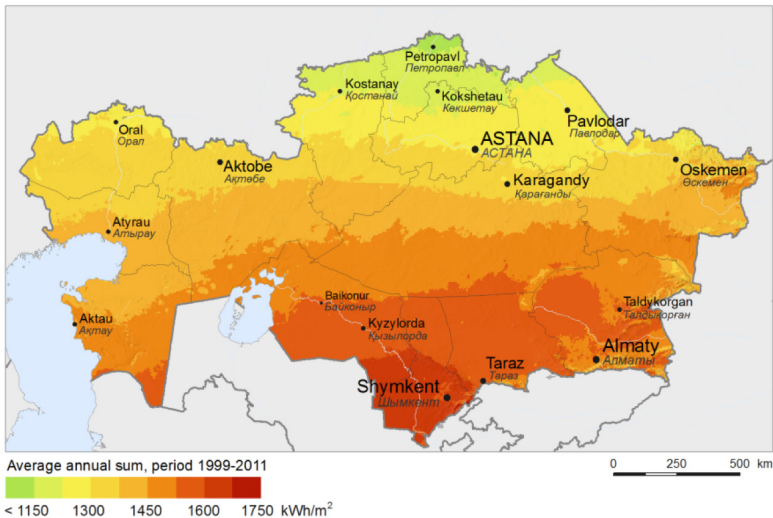 Petropavl
Петропавл
Kostanay
Қостанай
Kokshetau
Көкшетау
Pavlodar
Павлодар
Oral
Орал
ASTANA
АСТАНА
Aktobe
Ақтөбе
Oskemen
Өскемен
Karagandy
Қарағанды
Atyrau
Атырау
Baikonur
Байқоныр
Taldykorgan
Талдықорған
Aktau
Ақтау
Kyzylorda
Қызылорда
Almaty
Алматы
Taraz
Тараз
Shymkent
Шымкент
Average annual sum, period 1999-2011
< 1150 1300 1450 1600 1750 kWh/m²
0 250 500 km